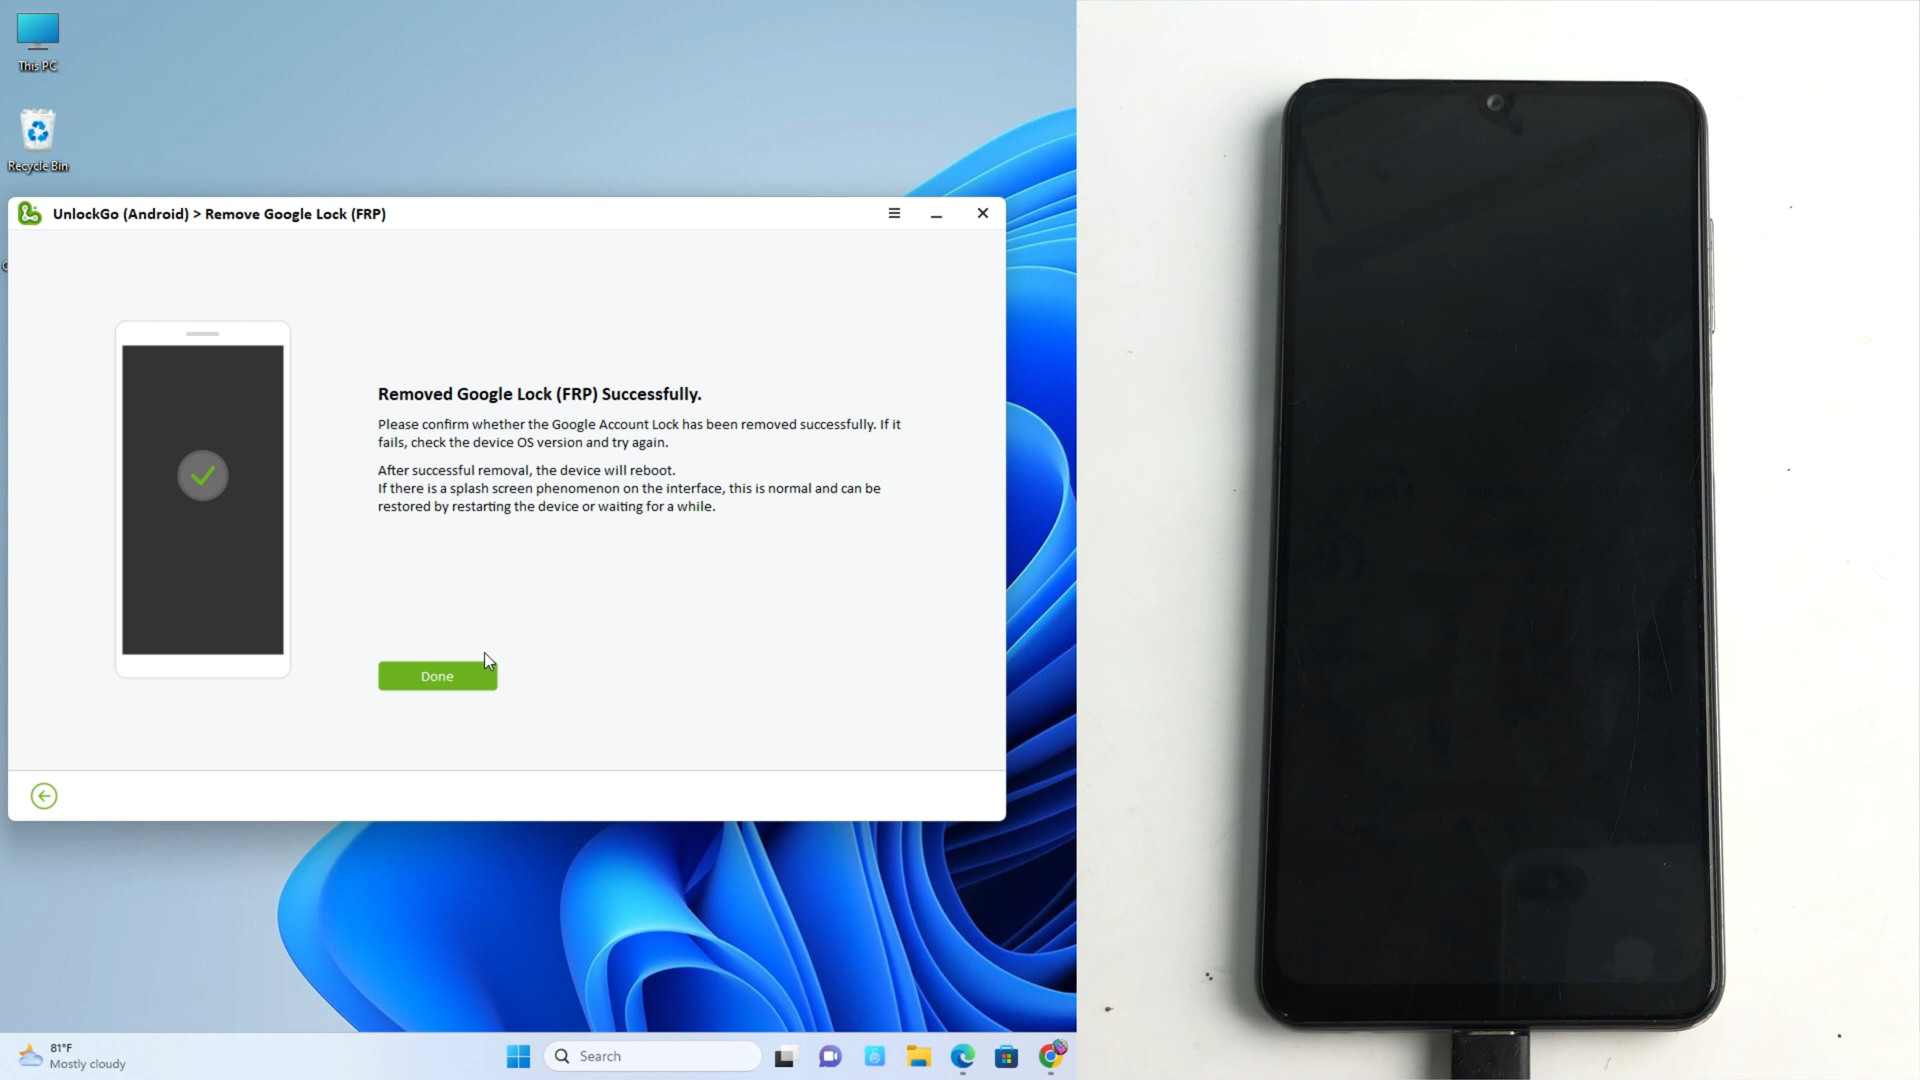 This PC
Recycle Bin
UnlockGo (Android) > Remove Google Lock (FRP)
Removed Google Lock (FRP) Successfully.
Please confirm whether the Google Account Lock has been removed successfully. If it
fails, check the device OS version and try again.
After successful removal, the device will reboot.
If there is a splash screen phenomenon on the interface, this is normal and can be
restored by restarting the device or waiting for a while.
Done
81°F
Mostly cloudy
Search